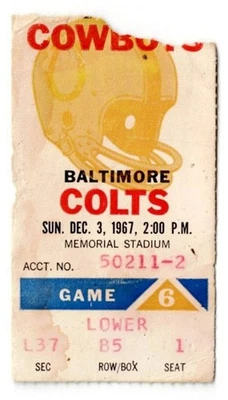 COWBOYS
BALTIMORE
COLTS
SUN. DEC. 3, 1967, 2:00 P.M.
MEMORIAL STADIUM
ACCT. NO. 50211-2
GAME 6
LOWER
L37 85 1
SEC ROW/BOX SEAT